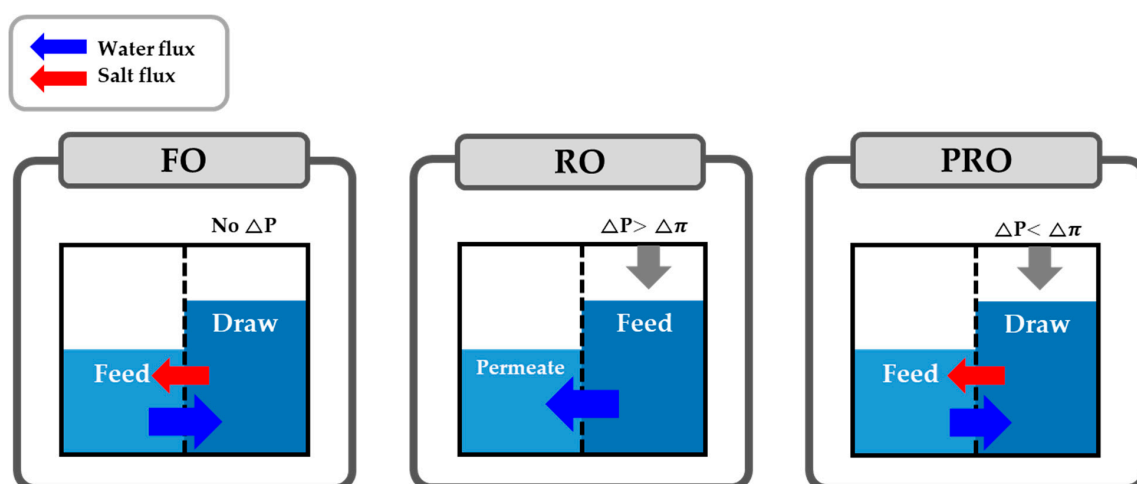 Water flux
Salt flux
FO
RO
PRO
No △P
△P> △π
△P< △π
Draw
Feed
Feed
Permeate
Draw
Feed